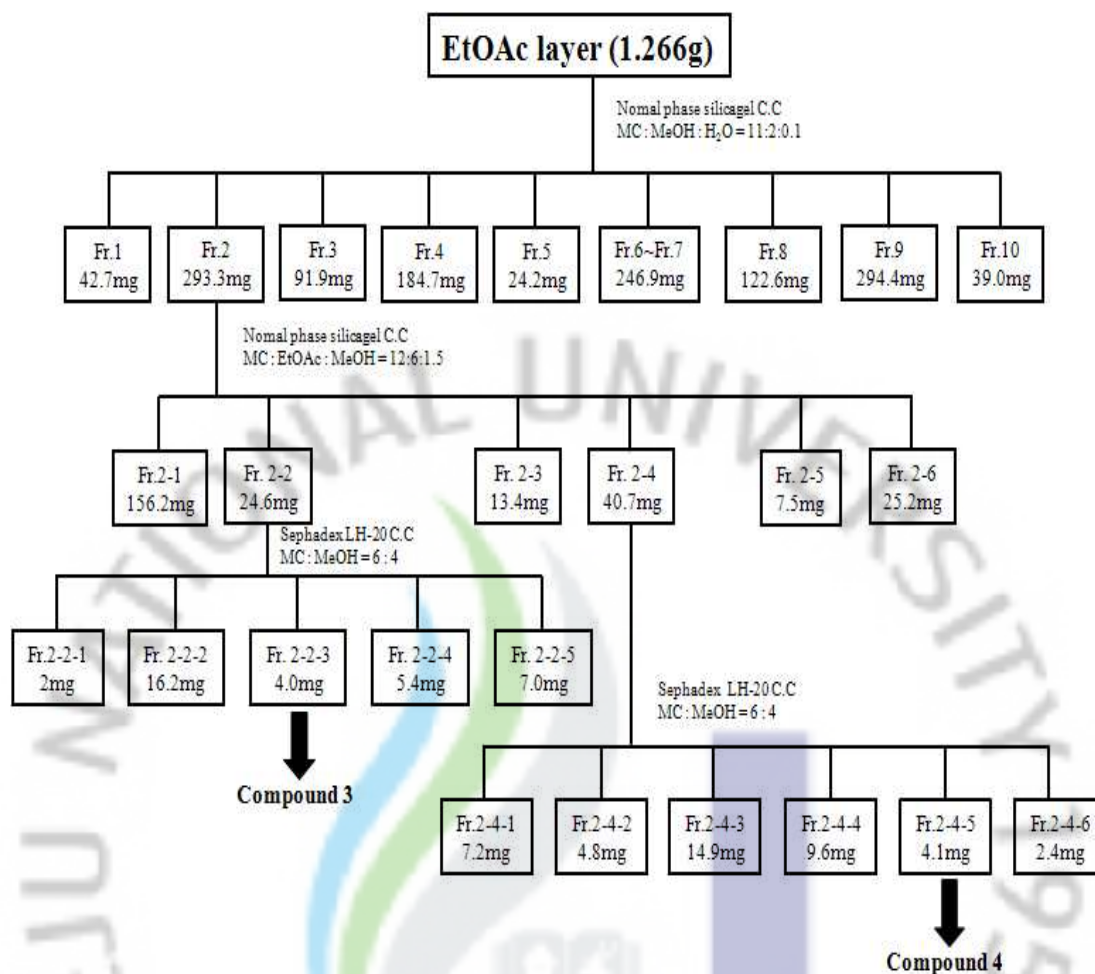 EtOAc layer (1.266g)
Nomal phase silicagel C.C
MC : MeOH : H₂O = 11:2:0.1
Fr.1
42.7mg
Fr.2
293.3mg
Fr.3
91.9mg
Fr.4
184.7mg
Fr.5
24.2mg
Fr.6~Fr.7
246.9mg
Fr.8
122.6mg
Fr.9
294.4mg
Fr.10
39.0mg
Nomal phase silicagel C.C
MC : EtOAc : MeOH = 12:6:1.5
Fr.2-1
156.2mg
Fr. 2-2
24.6mg
Fr. 2-3
13.4mg
Fr. 2-4
40.7mg
Fr. 2-5
7.5mg
Fr. 2-6
25.2mg
Sephadex LH-20 C.C
MC : MeOH = 6 : 4
Fr.2-2-1
2mg
Fr. 2-2-2
16.2mg
Fr. 2-2-3
4.0mg
Fr. 2-2-4
5.4mg
Fr. 2-2-5
7.0mg
Compound 3
Sephadex LH-20 C.C
MC : MeOH = 6 : 4
Fr.2-4-1
7.2mg
Fr.2-4-2
4.8mg
Fr.2-4-3
14.9mg
Fr.2-4-4
9.6mg
Fr.2-4-5
4.1mg
Fr.2-4-6
2.4mg
Compound 4
NATIONAL UNIVERSITY